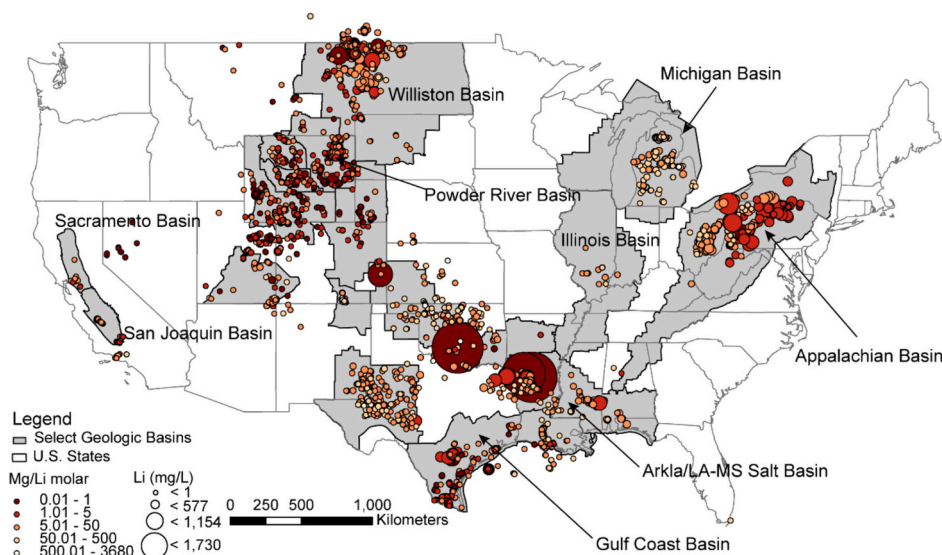 Williston Basin
Michigan Basin
Powder River Basin
Sacramento Basin
Illinois Basin
San Joaquin Basin
Appalachian Basin
Arkla/LA-MS Salt Basin
Gulf Coast Basin
Legend
Select Geologic Basins
U.S. States
Mg/Li molar
0.01 - 1
1.01 - 5
5.01 - 50
50.01 - 500
500.01 - 3680
Li (mg/L)
< 1
< 577
< 1,154
< 1,730
0 250 500 1,000
Kilometers